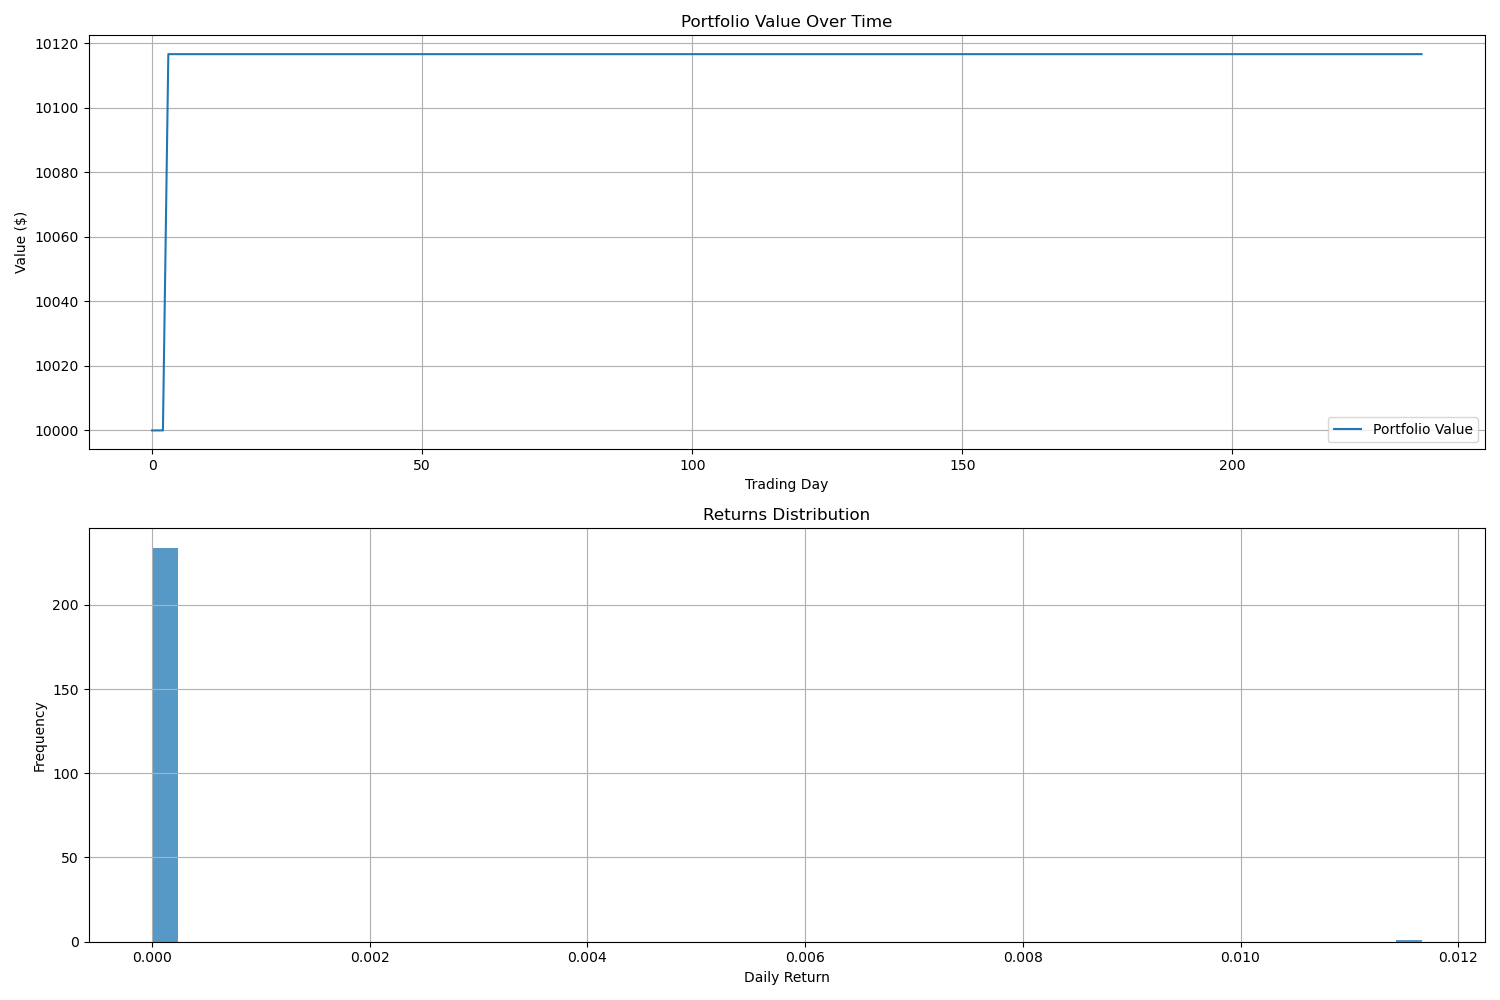 Portfolio Value Over Time
Value ($)
10120
10100
10080
10060
10040
10020
10000
Portfolio Value
0 50 100 150 200
Trading Day
Returns Distribution
Frequency
200
150
100
50
0
0.000 0.002 0.004 0.006 0.008 0.010 0.012
Daily Return